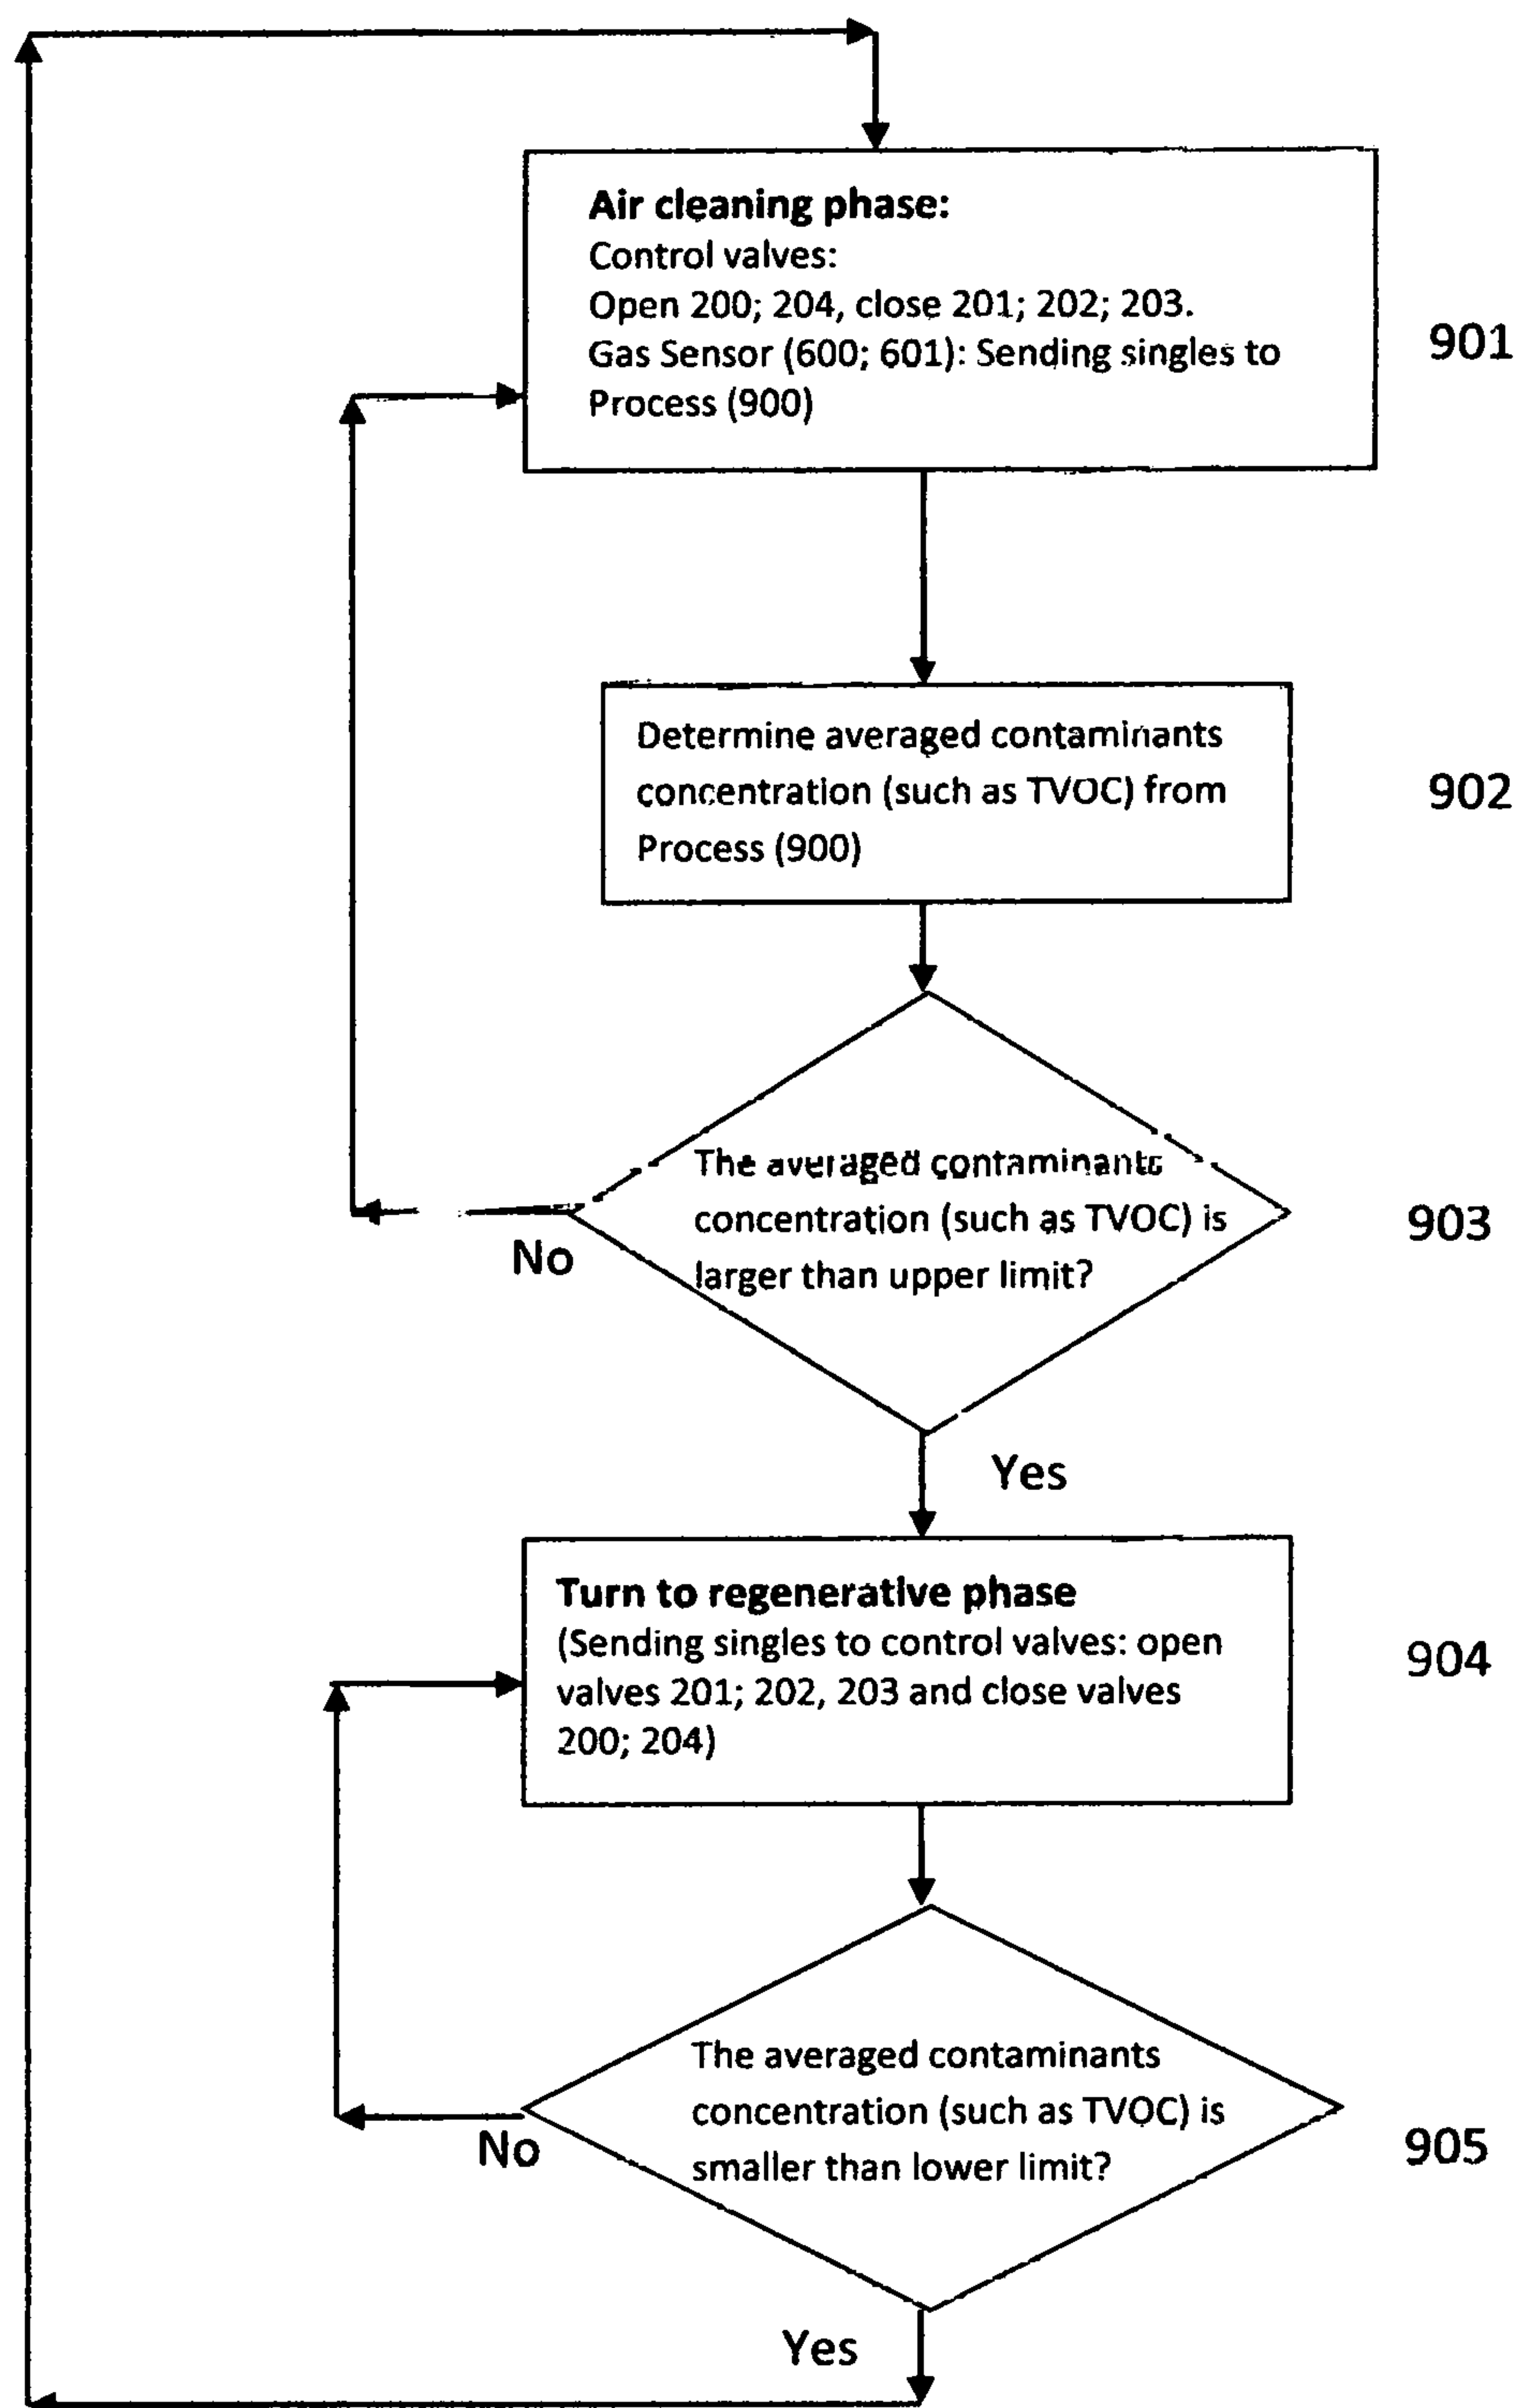 Air cleaning phase:
Control valves:
Open 200; 204, close 201; 202; 203.
Gas Sensor (600; 601): Sending singles to
Process (900)
901
Determine averaged contaminants
concentration (such as TVOC) from
Process (900)
902
The averaged contaminants
concentration (such as TVOC) is
larger than upper limit?
903
No
Yes
Turn to regenerative phase
(Sending singles to control valves: open
valves 201; 202, 203 and close valves
200; 204)
904
The averaged contaminants
concentration (such as TVOC) is
smaller than lower limit?
905
No
Yes